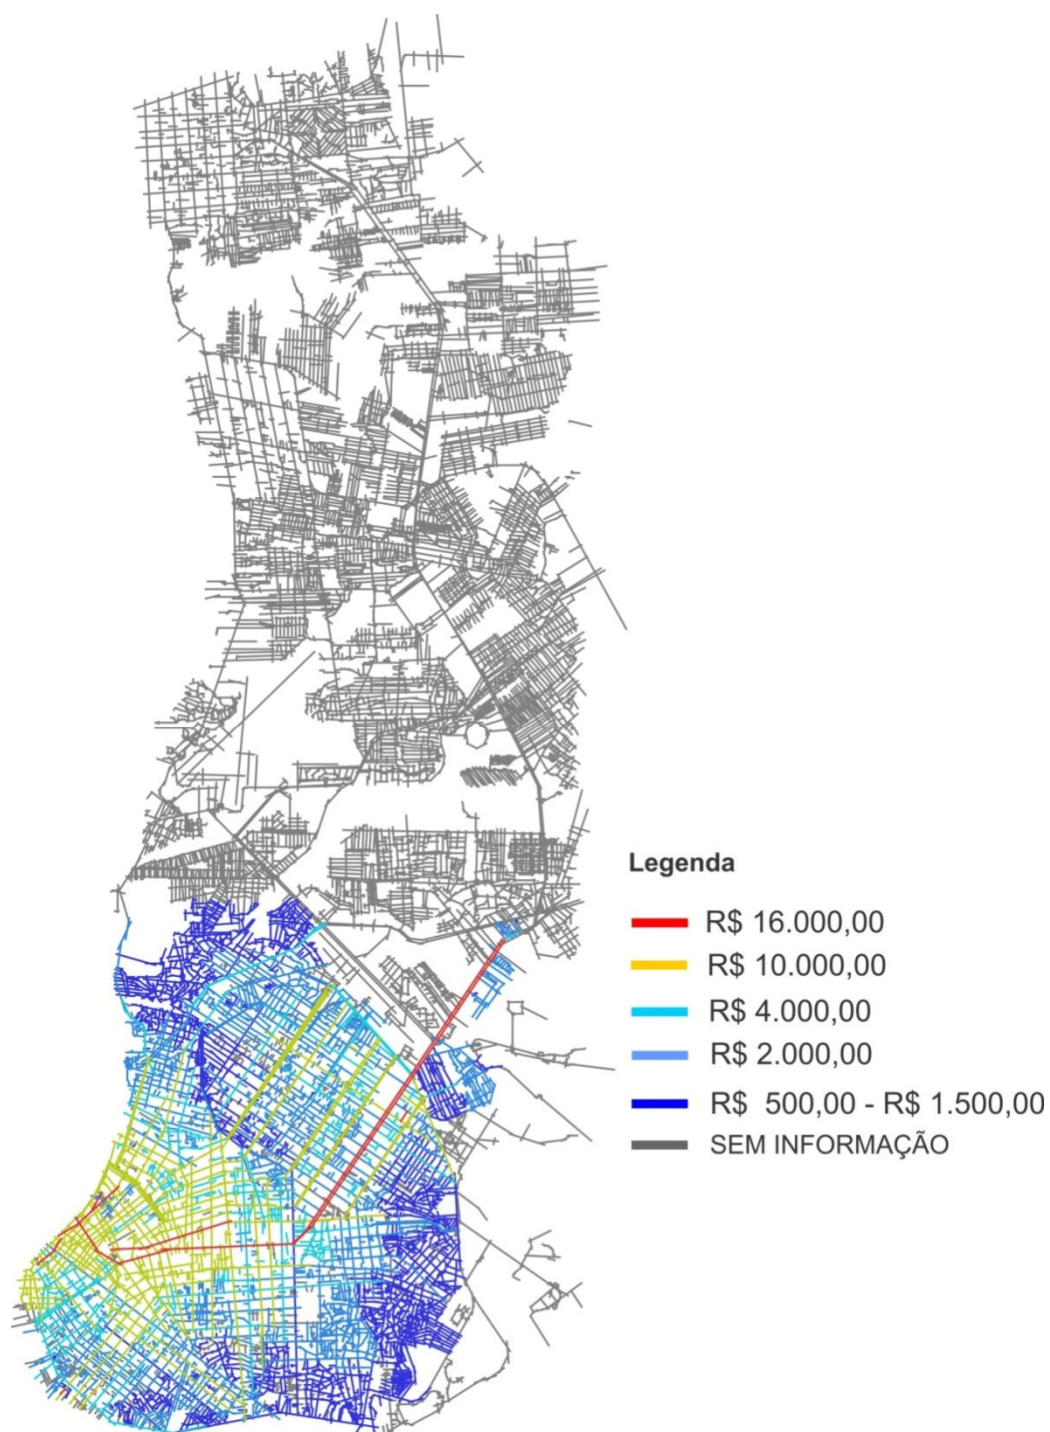 Legenda
R$ 16.000,00
R$ 10.000,00
R$ 4.000,00
R$ 2.000,00
R$ 500,00 - R$ 1.500,00
SEM INFORMAÇÃO